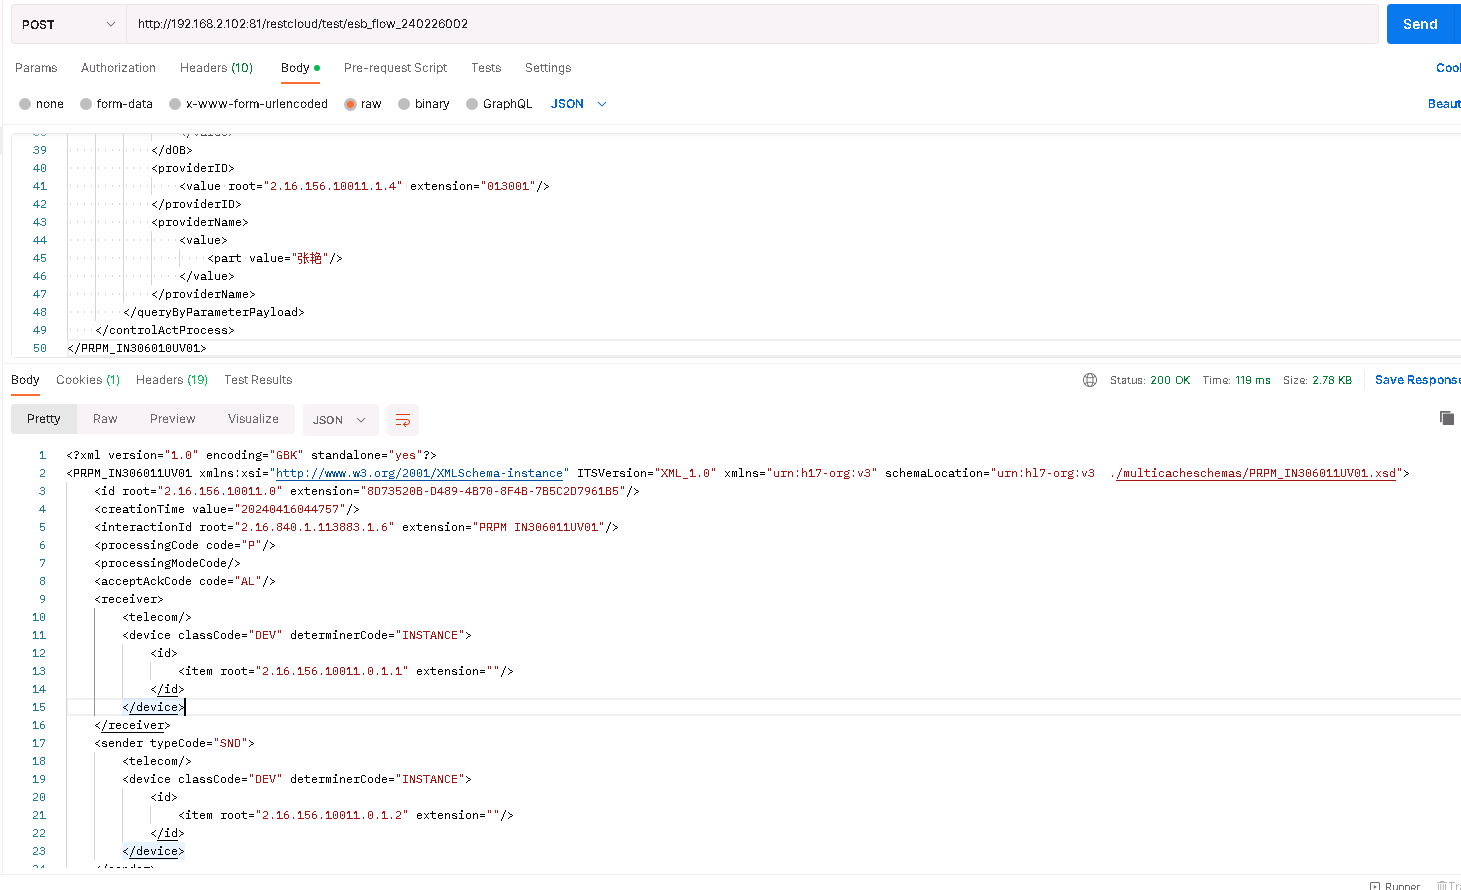 POST http://192.168.2.102:81/restcloud/test/esb_flow_240226002 Send
Params Authorization Headers (10) Body Pre-request Script Tests Settings
none form-data x-www-form-urlencoded raw binary GraphQL JSON
39 </dOB>
40 <providerID>
41 <value root="2.16.156.10011.1.4" extension="013001"/>
42 </providerID>
43 <providerName>
44 <value>
45 <part value="张艳"/>
46 </value>
47 </providerName>
48 </queryByParameterPayload>
49 </controlActProcess>
50 </PRPM_IN306010UV01>
Body Cookies (1) Headers (19) Test Results Status: 200 OK Time: 119 ms Size: 2.78 KB Save Response
Pretty Raw Preview Visualize JSON
1 <?xml version="1.0" encoding="GBK" standalone="yes"?>
2 <PRPM_IN306011UV01 xmlns:xsi="http://www.w3.org/2001/XMLSchema-instance" ITSVersion="XML_1.0" xmlns="urn:hl7-org:v3" schemaLocation="urn:hl7-org:v3 ./multicacheschemas/PRPM_IN306011UV01.xsd">
3 <id root="2.16.156.10011.0" extension="8D73520B-D489-4B70-8F4B-7B5C2D7961B5"/>
4 <creationTime value="20240416044757"/>
5 <interactionId root="2.16.840.1.113883.1.6" extension="PRPM_IN306011UV01"/>
6 <processingCode code="P"/>
7 <processingModeCode/>
8 <acceptAckCode code="AL"/>
9 <receiver>
10 <telecom/>
11 <device classCode="DEV" determinerCode="INSTANCE">
12 <id>
13 <item root="2.16.156.10011.0.1.1" extension=""/>
14 </id>
15 </device>
16 </receiver>
17 <sender typeCode="SND">
18 <telecom/>
19 <device classCode="DEV" determinerCode="INSTANCE">
20 <id>
21 <item root="2.16.156.10011.0.1.2" extension=""/>
22 </id>
23 </device>
Runner